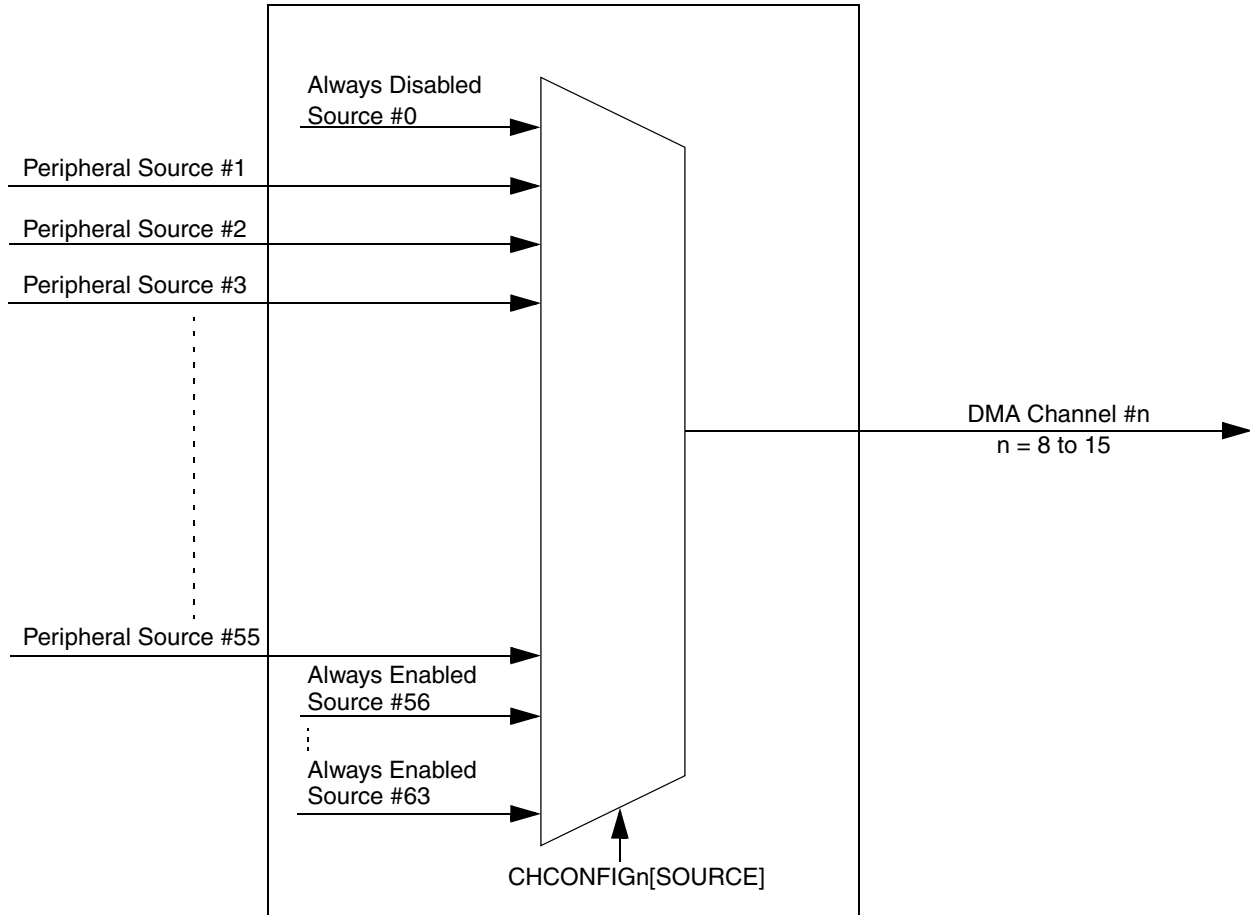 Always Disabled
Source #0
Peripheral Source #1
Peripheral Source #2
Peripheral Source #3
DMA Channel #n
n = 8 to 15
Peripheral Source #55
Always Enabled
Source #56
Always Enabled
Source #63
CHCONFIGn[SOURCE]